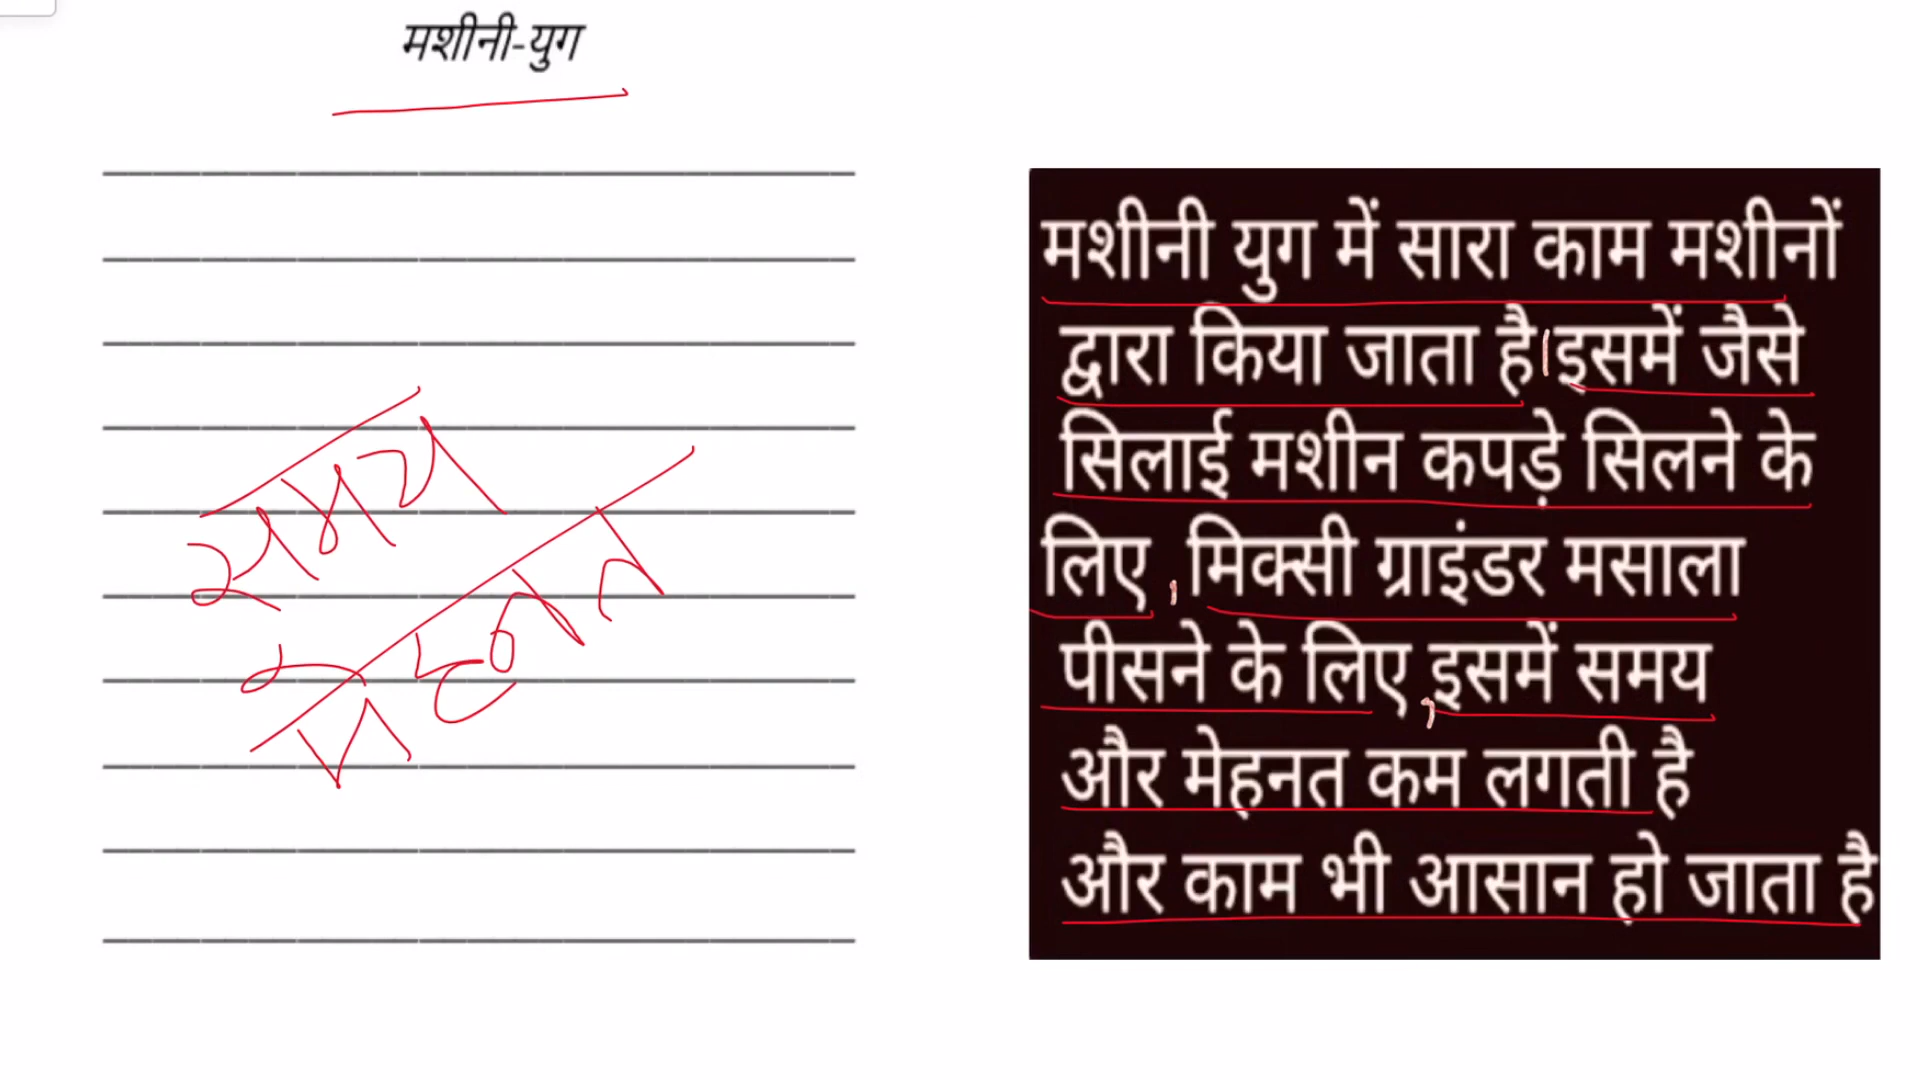 मशीनी-युग
समय
मेहनत
मशीनी युग में सारा काम मशीनों
द्वारा किया जाता है।इसमें जैसे
सिलाई मशीन कपड़े सिलने के
लिए ,मिक्सी ग्राइंडर मसाला
पीसने के लिए ,इसमें समय
और मेहनत कम लगती है
और काम भी आसान हो जाता है